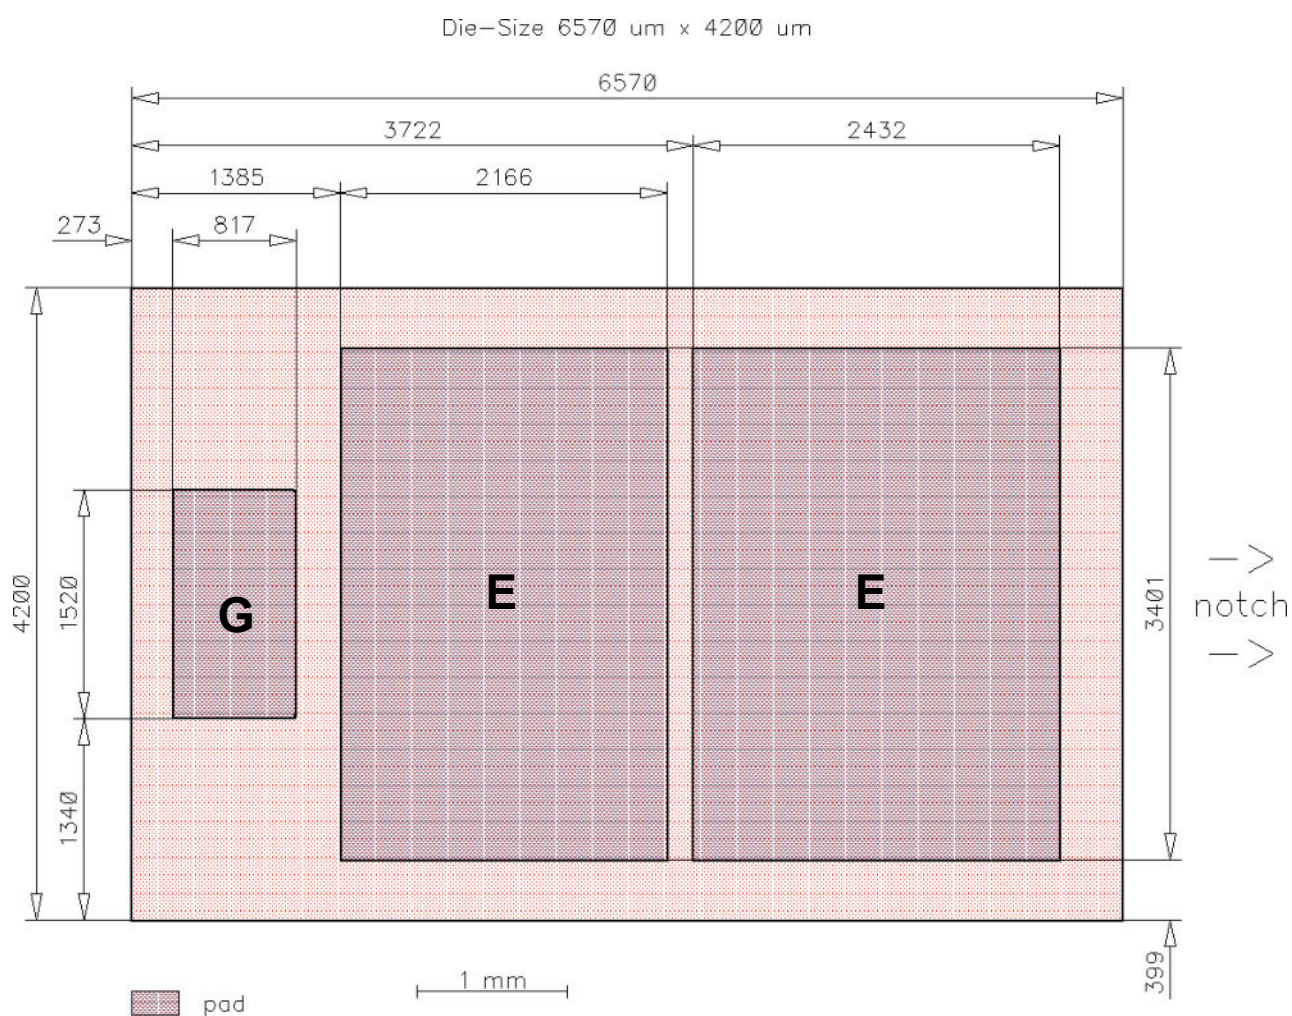 Die-Size 6570 um x 4200 um
6570
3722
2432
1385
2166
273
817
4200
1520
1340
G
E
E
3401
->
notch
->
399
1 mm
pad